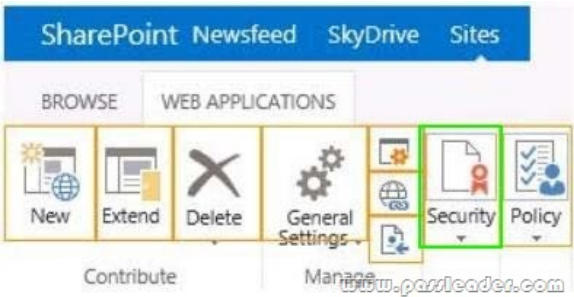 SharePoint Newsfeed SkyDrive Sites
BROWSE WEB APPLICATIONS
New Extend Delete General Settings Security Policy
Contribute Manage
www.passleader.com